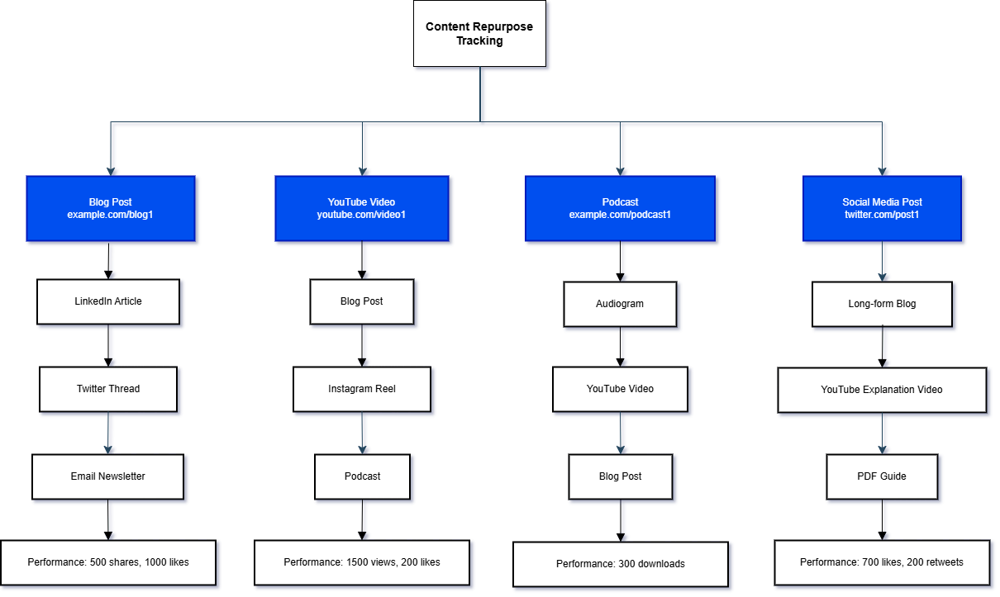 Content Repurpose
Tracking
Blog Post
example.com/blog1
YouTube Video
youtube.com/video1
Podcast
example.com/podcast1
Social Media Post
twitter.com/post1
LinkedIn Article
Blog Post
Audiogram
Long-form Blog
Twitter Thread
Instagram Reel
YouTube Video
YouTube Explanation Video
Email Newsletter
Podcast
Blog Post
PDF Guide
Performance: 500 shares, 1000 likes
Performance: 1500 views, 200 likes
Performance: 300 downloads
Performance: 700 likes, 200 retweets